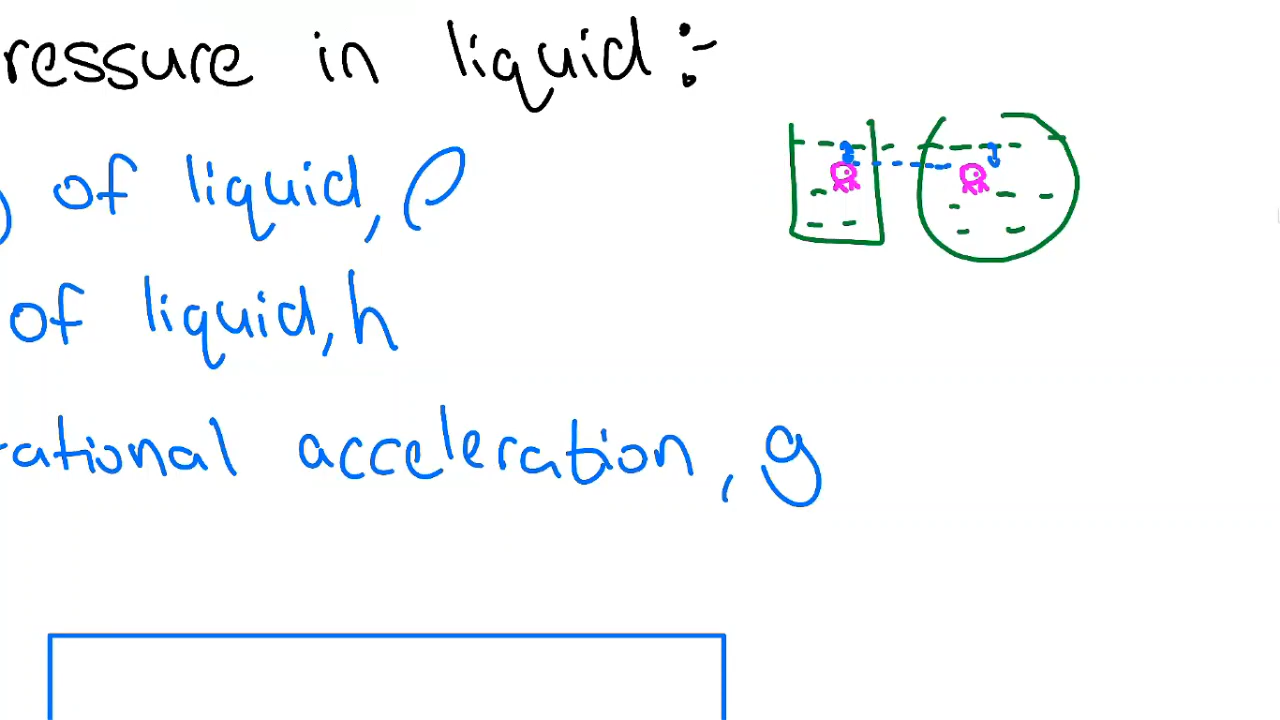 ressure in liquid:-
of liquid, ρ
of liquid, h
rational acceleration, g